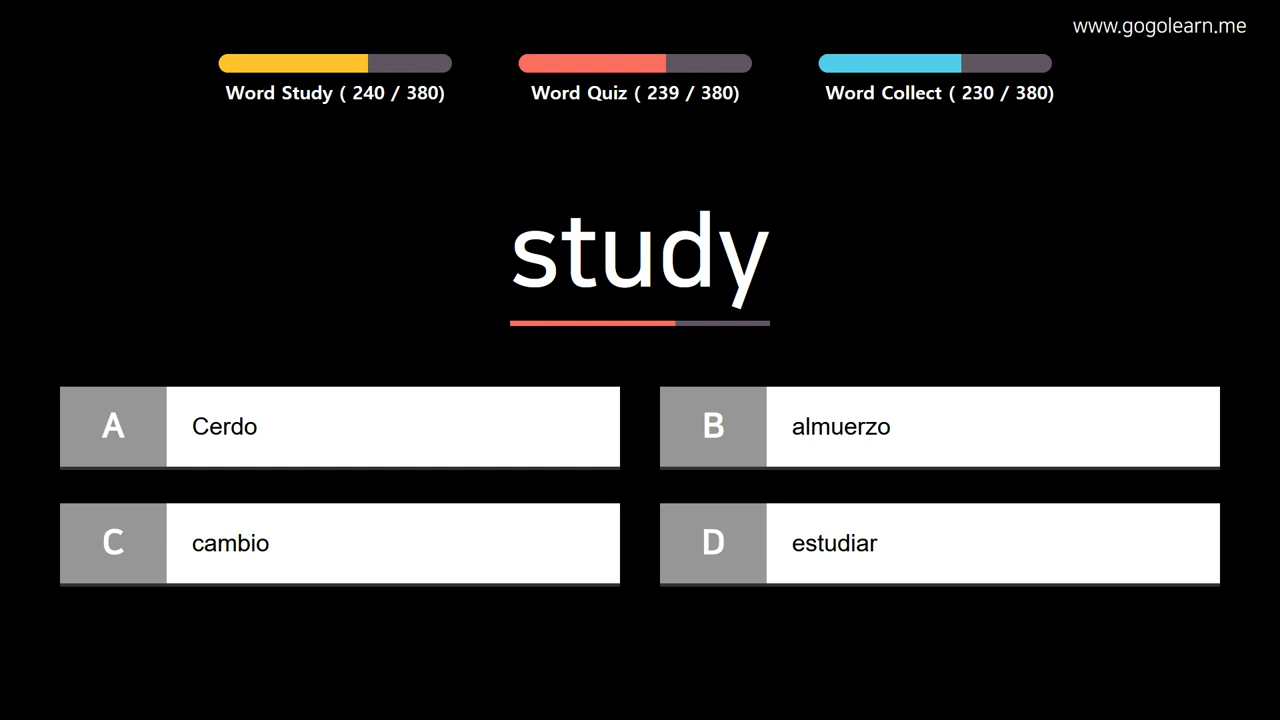 www.gogolearn.me
Word Study ( 240 / 380)
Word Quiz ( 239 / 380)
Word Collect ( 230 / 380)
study
A Cerdo
B almuerzo
C cambio
D estudiar